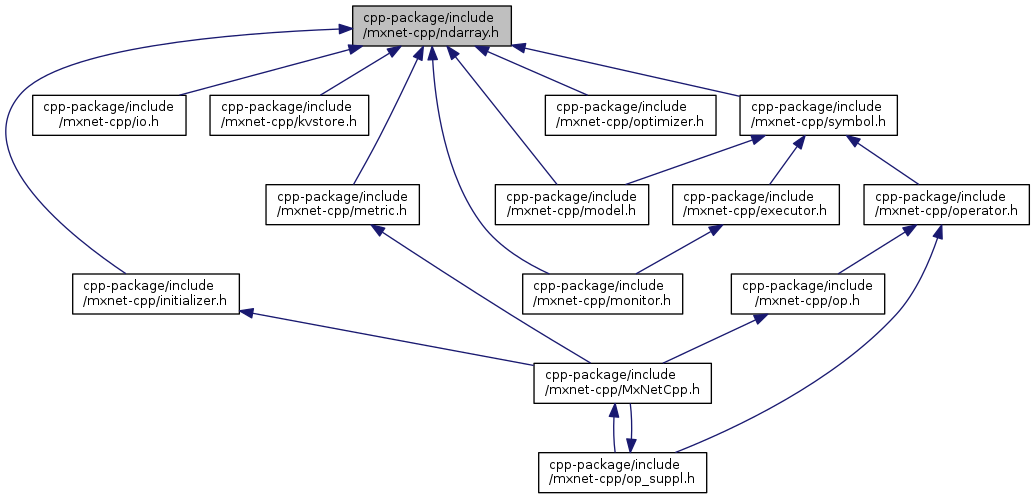 cpp-package/include
/mxnet-cpp/ndarray.h
cpp-package/include
/mxnet-cpp/io.h
cpp-package/include
/mxnet-cpp/kvstore.h
cpp-package/include
/mxnet-cpp/optimizer.h
cpp-package/include
/mxnet-cpp/symbol.h
cpp-package/include
/mxnet-cpp/metric.h
cpp-package/include
/mxnet-cpp/model.h
cpp-package/include
/mxnet-cpp/executor.h
cpp-package/include
/mxnet-cpp/operator.h
cpp-package/include
/mxnet-cpp/initializer.h
cpp-package/include
/mxnet-cpp/monitor.h
cpp-package/include
/mxnet-cpp/op.h
cpp-package/include
/mxnet-cpp/MxNetCpp.h
cpp-package/include
/mxnet-cpp/op_suppl.h